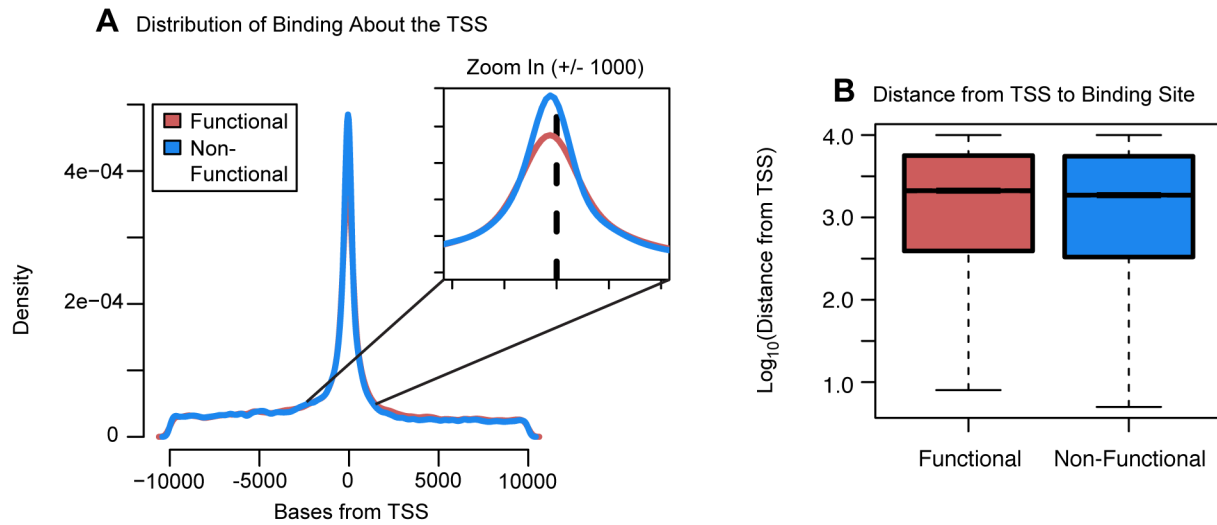 A Distribution of Binding About the TSS
Zoom In (+/- 1000)
Functional
Non-
Functional
4e-04
2e-04
0
Density
−10000 -5000 0 5000 10000
Bases from TSS
B Distance from TSS to Binding Site
4.0
3.0
2.0
1.0
Log10(Distance from TSS)
Functional Non-Functional